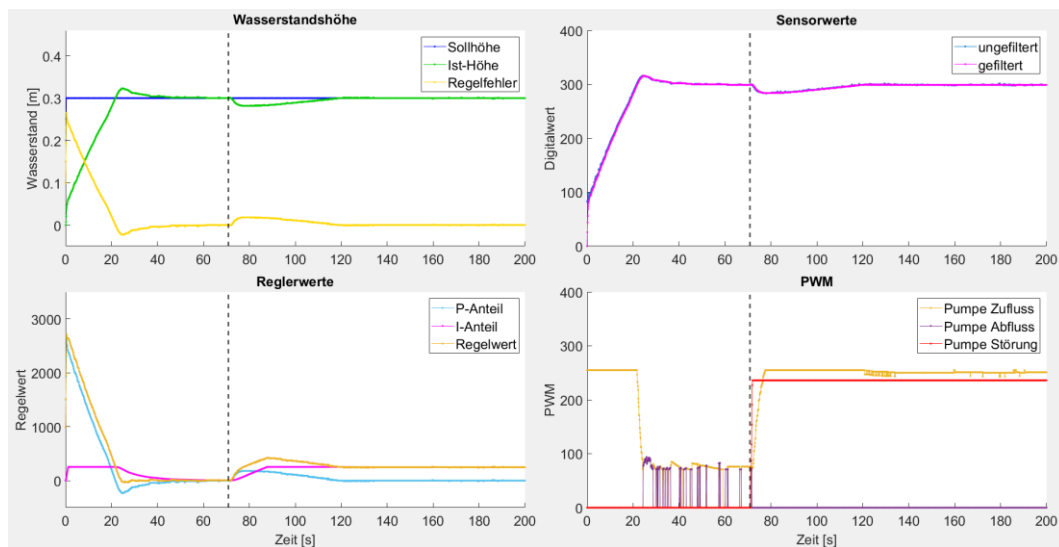 Wasserstandshöhe
Wasserstand [m]
0.4
0.3
0.2
0.1
0
0 20 40 60 80 100 120 140 160 180 200
Sollhöhe
Ist-Höhe
Regelfehler
Sensorwerte
Digitalwert
400
300
200
100
0
0 20 40 60 80 100 120 140 160 180 200
ungefiltert
gefiltert
Reglerwerte
Regelwert
3000
2000
1000
0
0 20 40 60 80 100 120 140 160 180 200
Zeit [s]
P-Anteil
I-Anteil
Regelwert
PWM
PWM
400
300
200
100
0
0 20 40 60 80 100 120 140 160 180 200
Zeit [s]
Pumpe Zufluss
Pumpe Abfluss
Pumpe Störung